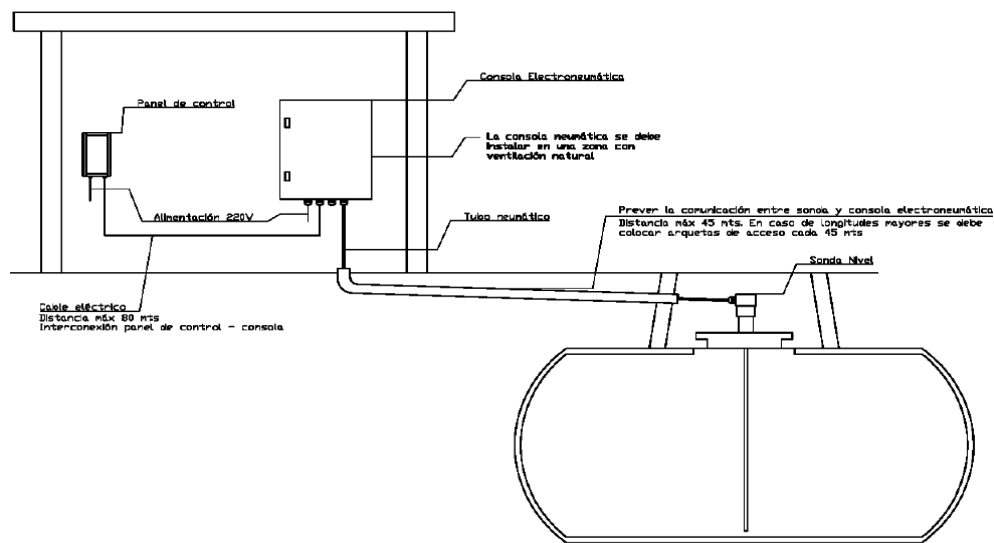 Consola Electroneumática
Panel de control
La consola neumática se debe
instalar en una zona con
ventilación natural
Alimentación 220V
Tubo neumático
Prever la comunicación entre sonda y consola electroneumática
Distancia máx 45 mts. En caso de longitudes mayores se debe
colocar arquetas de acceso cada 45 mts
Sonda Nivel
Cable eléctrico
Distancia máx 80 mts
Interconexión panel de control - consola